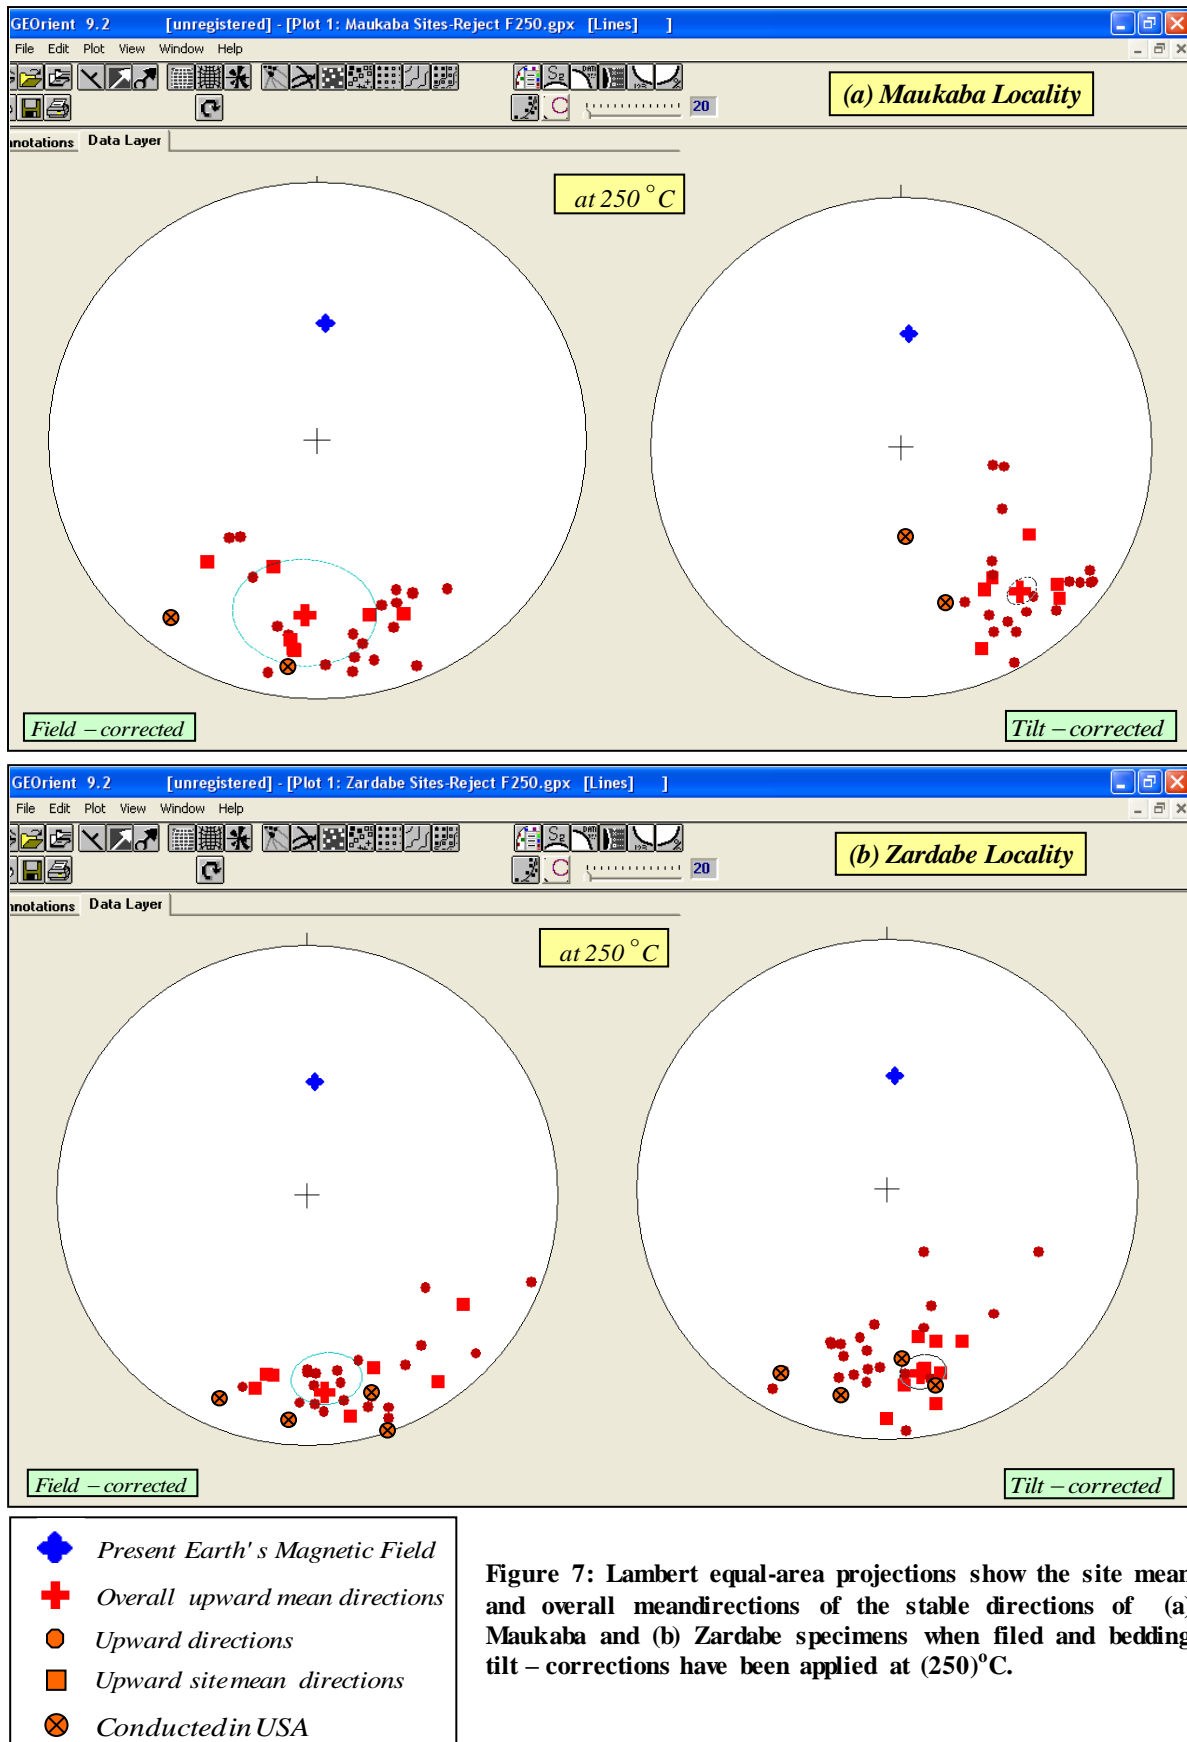 GEOrient 9.2 [unregistered] - [Plot 1: Maukaba Sites-Reject F250.gpx [Lines] ]
File Edit Plot View Window Help
20
(a) Maukaba Locality
nnotations Data Layer
at 250 °C
Field – corrected
Tilt – corrected
GEOrient 9.2 [unregistered] - [Plot 1: Zardabe Sites-Reject F250.gpx [Lines] ]
File Edit Plot View Window Help
20
(b) Zardabe Locality
nnotations Data Layer
at 250 °C
Field – corrected
Tilt – corrected
Present Earth' s Magnetic Field
Overall upward mean directions
Upward directions
Upward sitemean directions
Conductedin USA
Figure 7: Lambert equal-area projections show the site mean
and overall meandirections of the stable directions of (a)
Maukaba and (b) Zardabe specimens when filed and bedding
tilt – corrections have been applied at (250)°C.